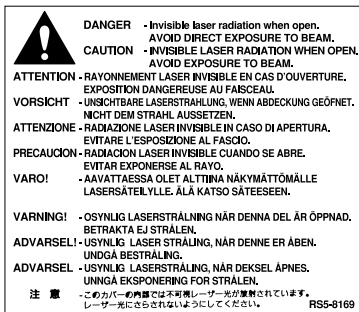 DANGER - Invisible laser radiation when open.
AVOID DIRECT EXPOSURE TO BEAM.
CAUTION - INVISIBLE LASER RADIATION WHEN OPEN.
AVOID EXPOSURE TO BEAM.
ATTENTION - RAYONNEMENT LASER INVISIBLE EN CAS D'OUVERTURE.
EXPOSITION DANGEREUSE AU FAISCEAU.
VORSICHT - UNSICHTBARE LASERSTRAHLUNG, WENN ABDECKUNG GEÖFNET.
NICHT DEM STRAHL AUSSETZEN.
ATTENZIONE - RADIAZIONE LASER INVISIBLE IN CASO DI APERTURA.
EVITARE L'ESPOSIZIONE AL FASCIO.
PRECAUCION - RADIACION LASER INVISIBLE CUANDO SE ABRE.
EVITAR EXPONERSE AL RAYO.
VARO! - AAVATTAESSA OLET ALTTIINA NÄKYMÄTTÖMÄLLE
LASERSÄTEILYLLE. ÄLÄ KATSO SÄTEESEEN.
VARNING! - OSYNLIG LASERSTRÅLNING NÄR DENNA DEL ÄR ÖPPNAD.
BETRAKTA EJ STRÅLEN.
ADVARSEL! - USYNLIG LASER STRÅLING, NÅR DENNE ER ÅBEN.
UNDGÅ BESTRÅLING.
ADVARSEL - USYNLIG LASERSTRÅLING, NÅR DEKSEL ÅPNES.
UNNGÅ EKSPONERING FOR STRÅLEN.
注意 - このカバーの内部では不可視レーザー光が放射されています。
レーザー光にさらされないようにしてください。 RS5-8169